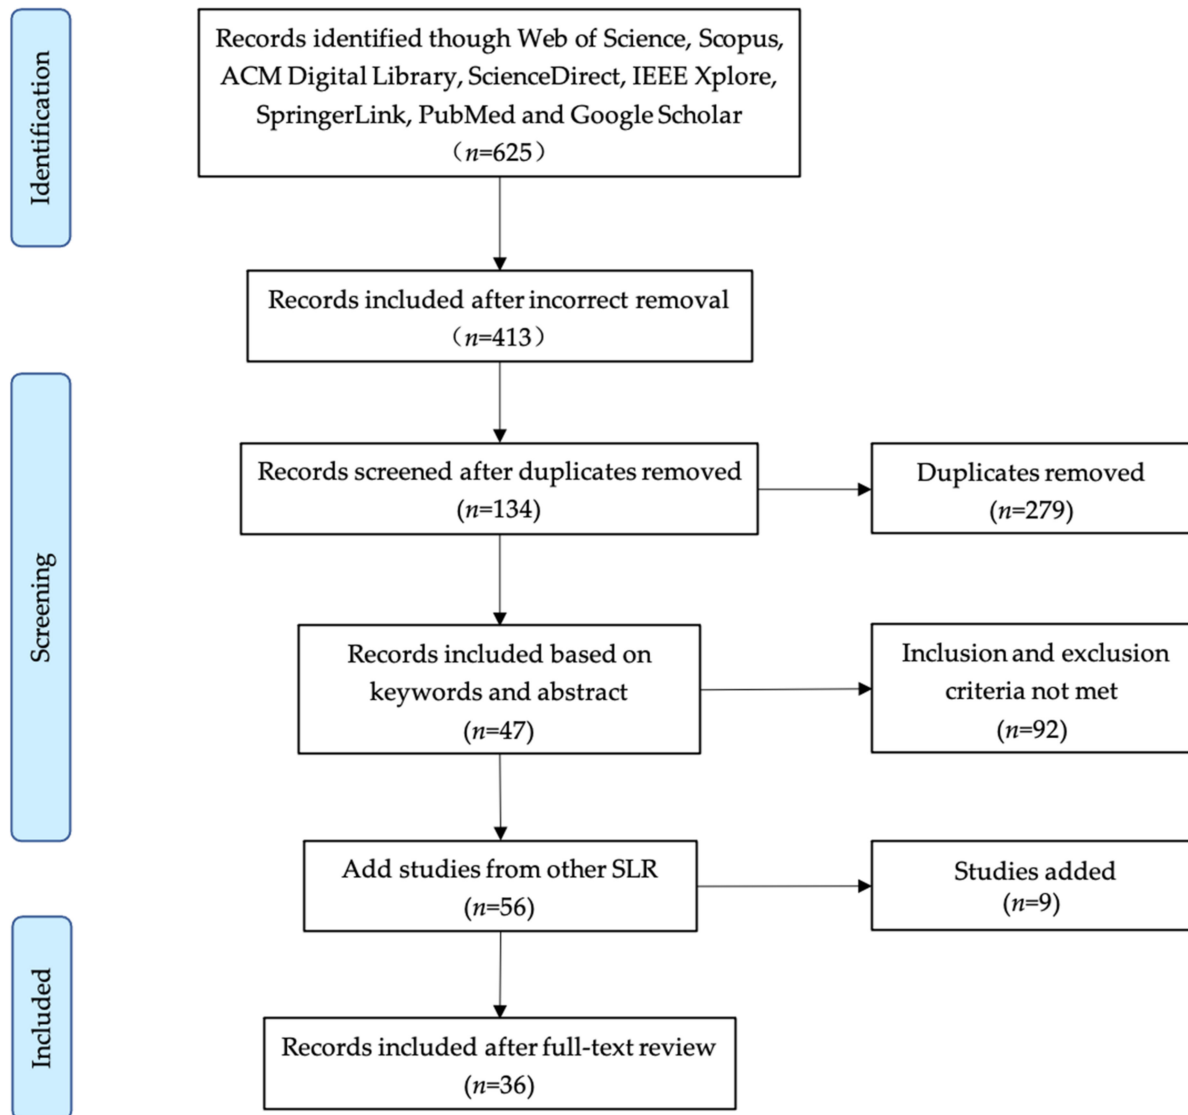 Identification
Records identified though Web of Science, Scopus,
ACM Digital Library, ScienceDirect, IEEE Xplore,
SpringerLink, PubMed and Google Scholar
（n=625）
Records included after incorrect removal
（n=413）
Screening
Records screened after duplicates removed
(n=134)
Duplicates removed
(n=279)
Records included based on
keywords and abstract
(n=47)
Inclusion and exclusion
criteria not met
(n=92)
Add studies from other SLR
(n=56)
Studies added
(n=9)
Included
Records included after full-text review
(n=36)